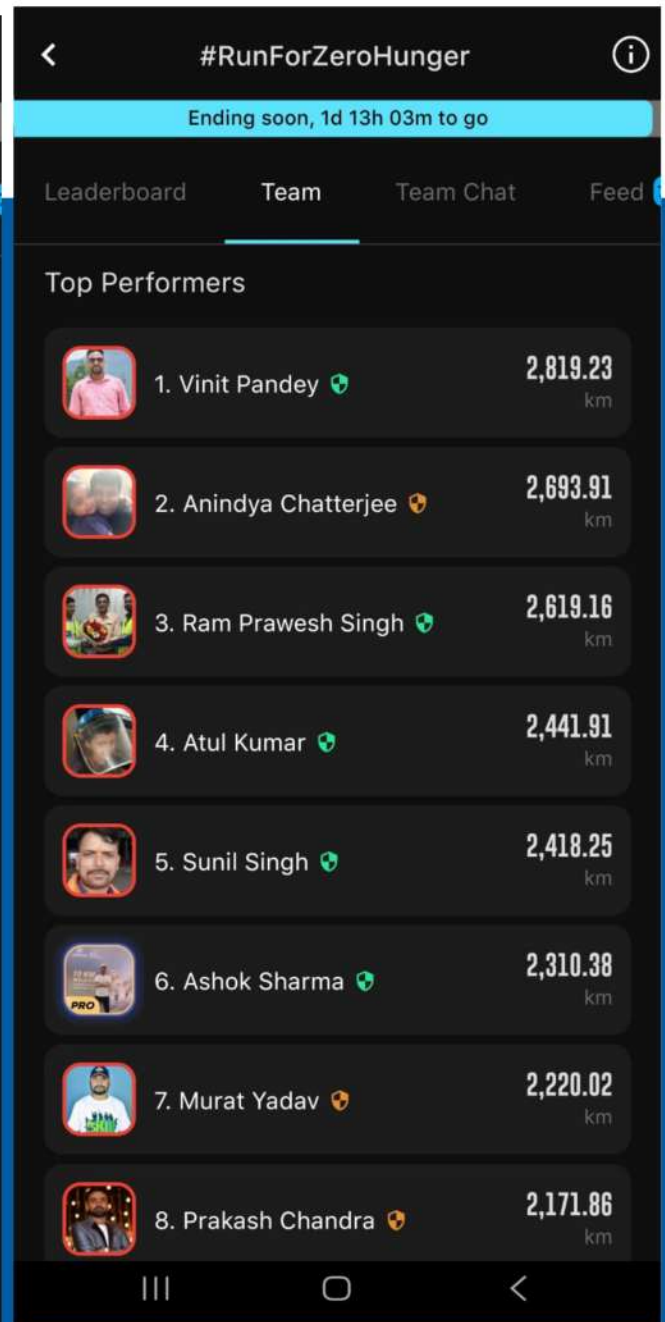 #RunForZeroHunger
Ending soon, 1d 13h 03m to go
Leaderboard Team Team Chat Feed
Top Performers
1. Vinit Pandey 2,819.23
km
2. Anindya Chatterjee 2,693.91
km
3. Ram Prawesh Singh 2,619.16
km
4. Atul Kumar 2,441.91
km
5. Sunil Singh 2,418.25
km
6. Ashok Sharma 2,310.38
PRO km
7. Murat Yadav 2,220.02
km
8. Prakash Chandra 2,171.86
km